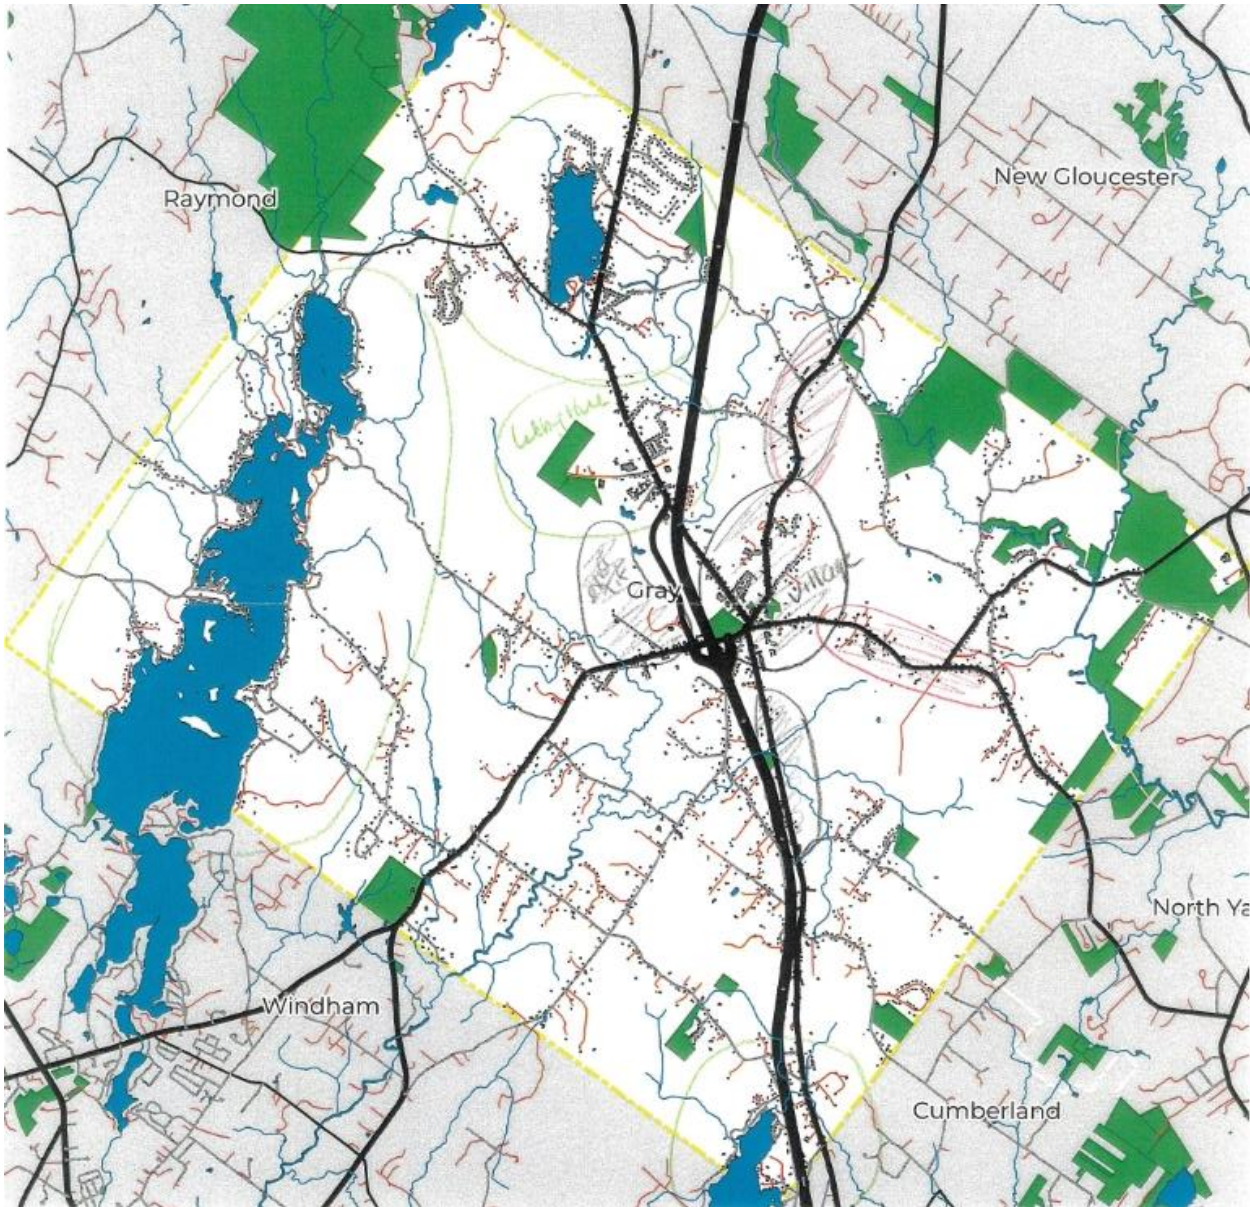 Raymond
New Gloucester
Gray
Village
North Ya
Windham
Cumberland